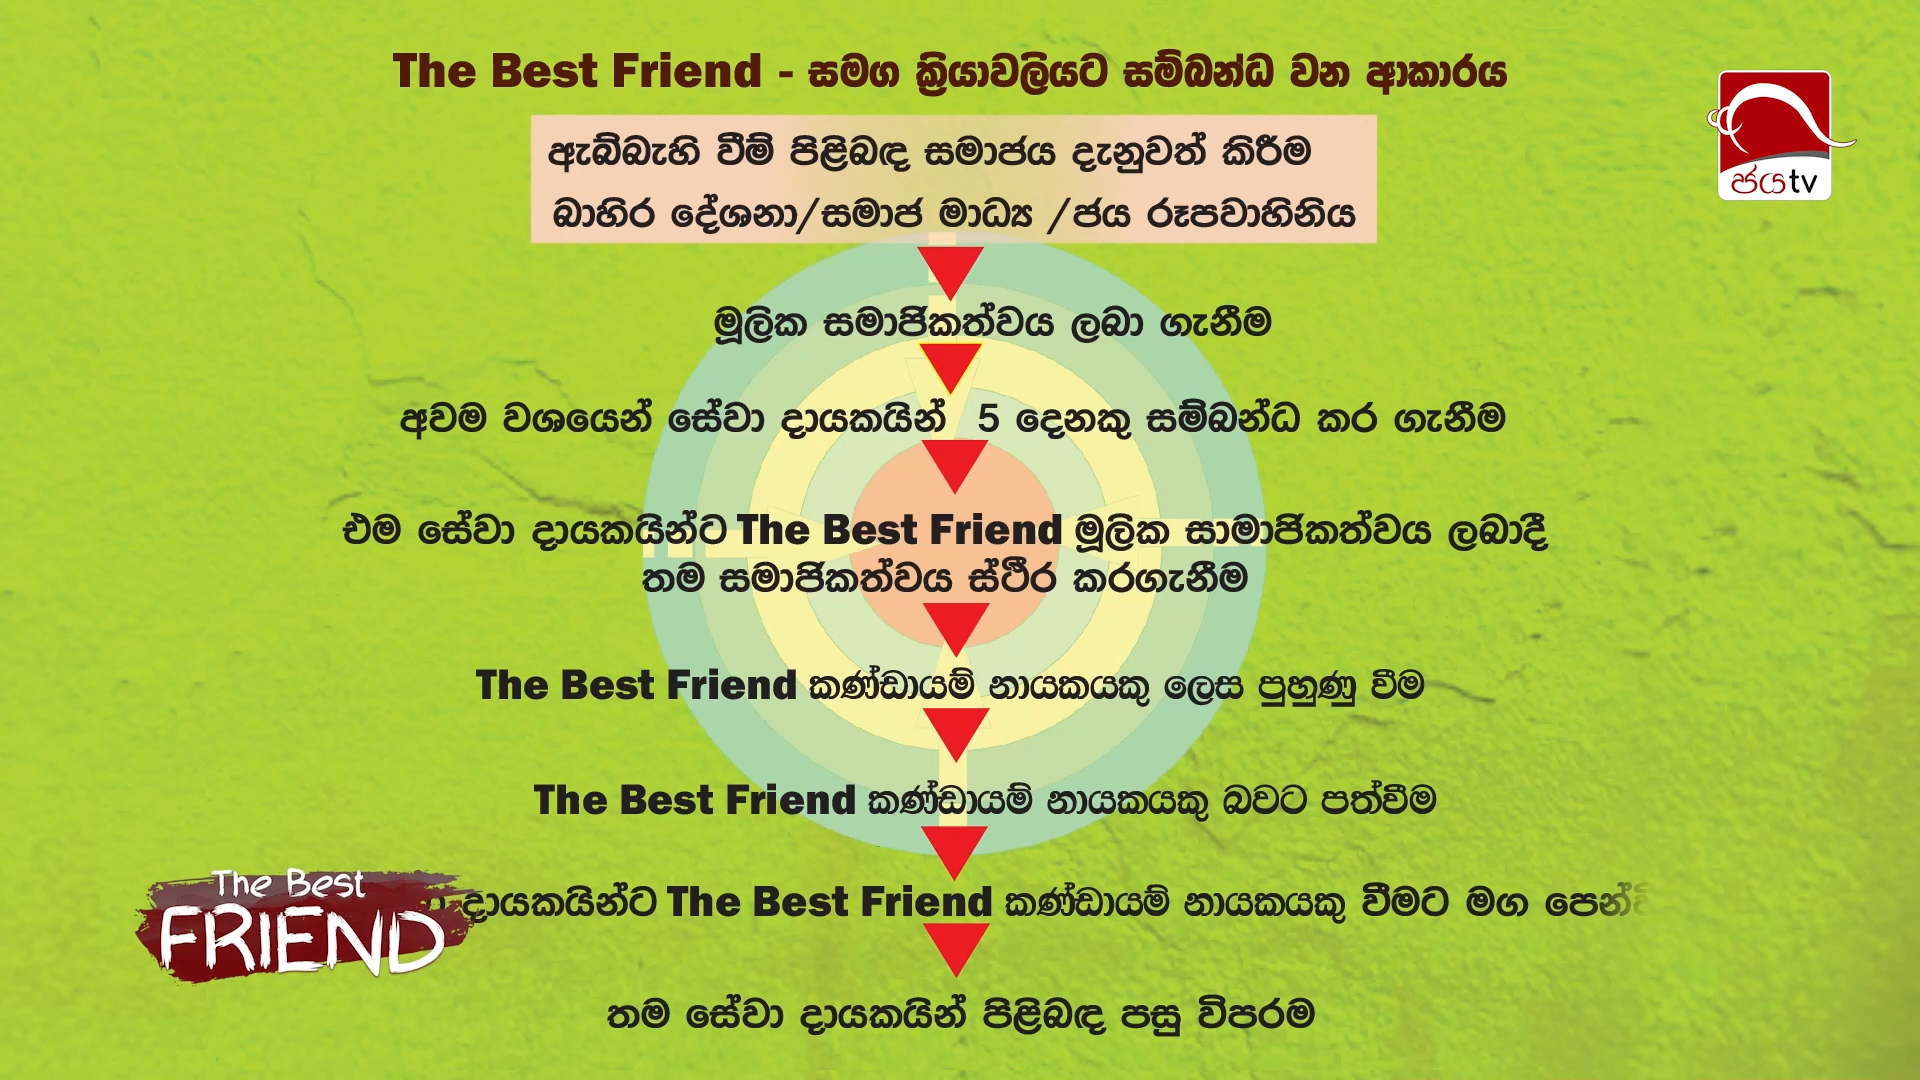 The Best Friend - සමග ක්‍රියාවලියට සම්බන්ධ වන ආකාරය
ඇබ්බැහි වීම් පිළිබඳ සමාජය දැනුවත් කිරීම
බාහිර දේශනා/සමාජ මාධ්‍ය /ජය රූපවාහිනිය
ජයtv
මූලික සමාජිකත්වය ලබා ගැනීම
අවම වශයෙන් සේවා දායකයින් 5 දෙනකු සම්බන්ධ කර ගැනීම
එම සේවා දායකයින්ට The Best Friend මූලික සාමාජිකත්වය ලබාදී
තම සමාජිකත්වය ස්ථීර කරගැනීම
The Best Friend කණ්ඩායම් නායකයකු ලෙස පුහුණු වීම
The Best Friend කණ්ඩායම් නායකයකු බවට පත්වීම
දායකයින්ට The Best Friend කණ්ඩායම් නායකයකු වීමට මග
The Best
FRIEND
තම සේවා දායකයින් පිළිබඳ පසු විපරම